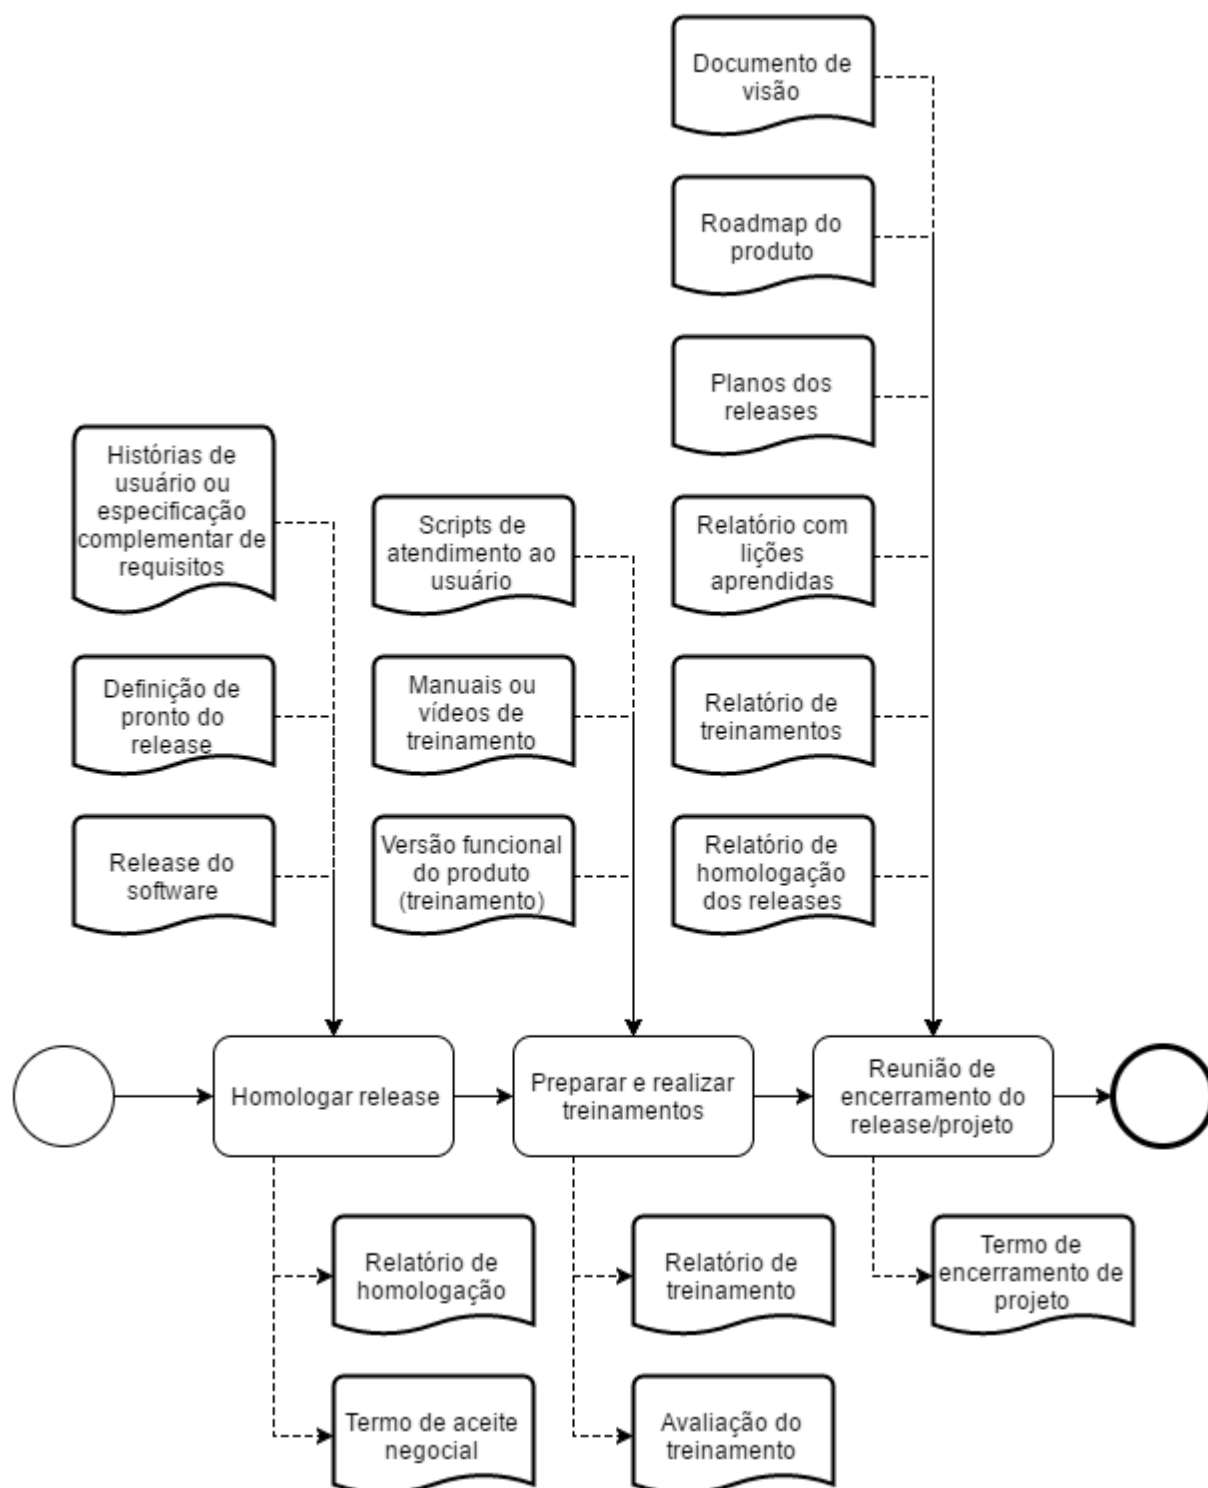 Documento de
visão
Roadmap do
produto
Planos dos
releases
Histórias de
usuário ou
especificação
complementar de
requisitos
Scripts de
atendimento ao
usuário
Relatório com
lições
aprendidas
Definição de
pronto do
release
Manuais ou
vídeos de
treinamento
Relatório de
treinamentos
Release do
software
Versão funcional
do produto
(treinamento)
Relatório de
homologação
dos releases
Homologar release
Preparar e realizar
treinamentos
Reunião de
encerramento do
release/projeto
Relatório de
homologação
Relatório de
treinamento
Termo de
encerramento de
projeto
Termo de aceite
negocial
Avaliação do
treinamento